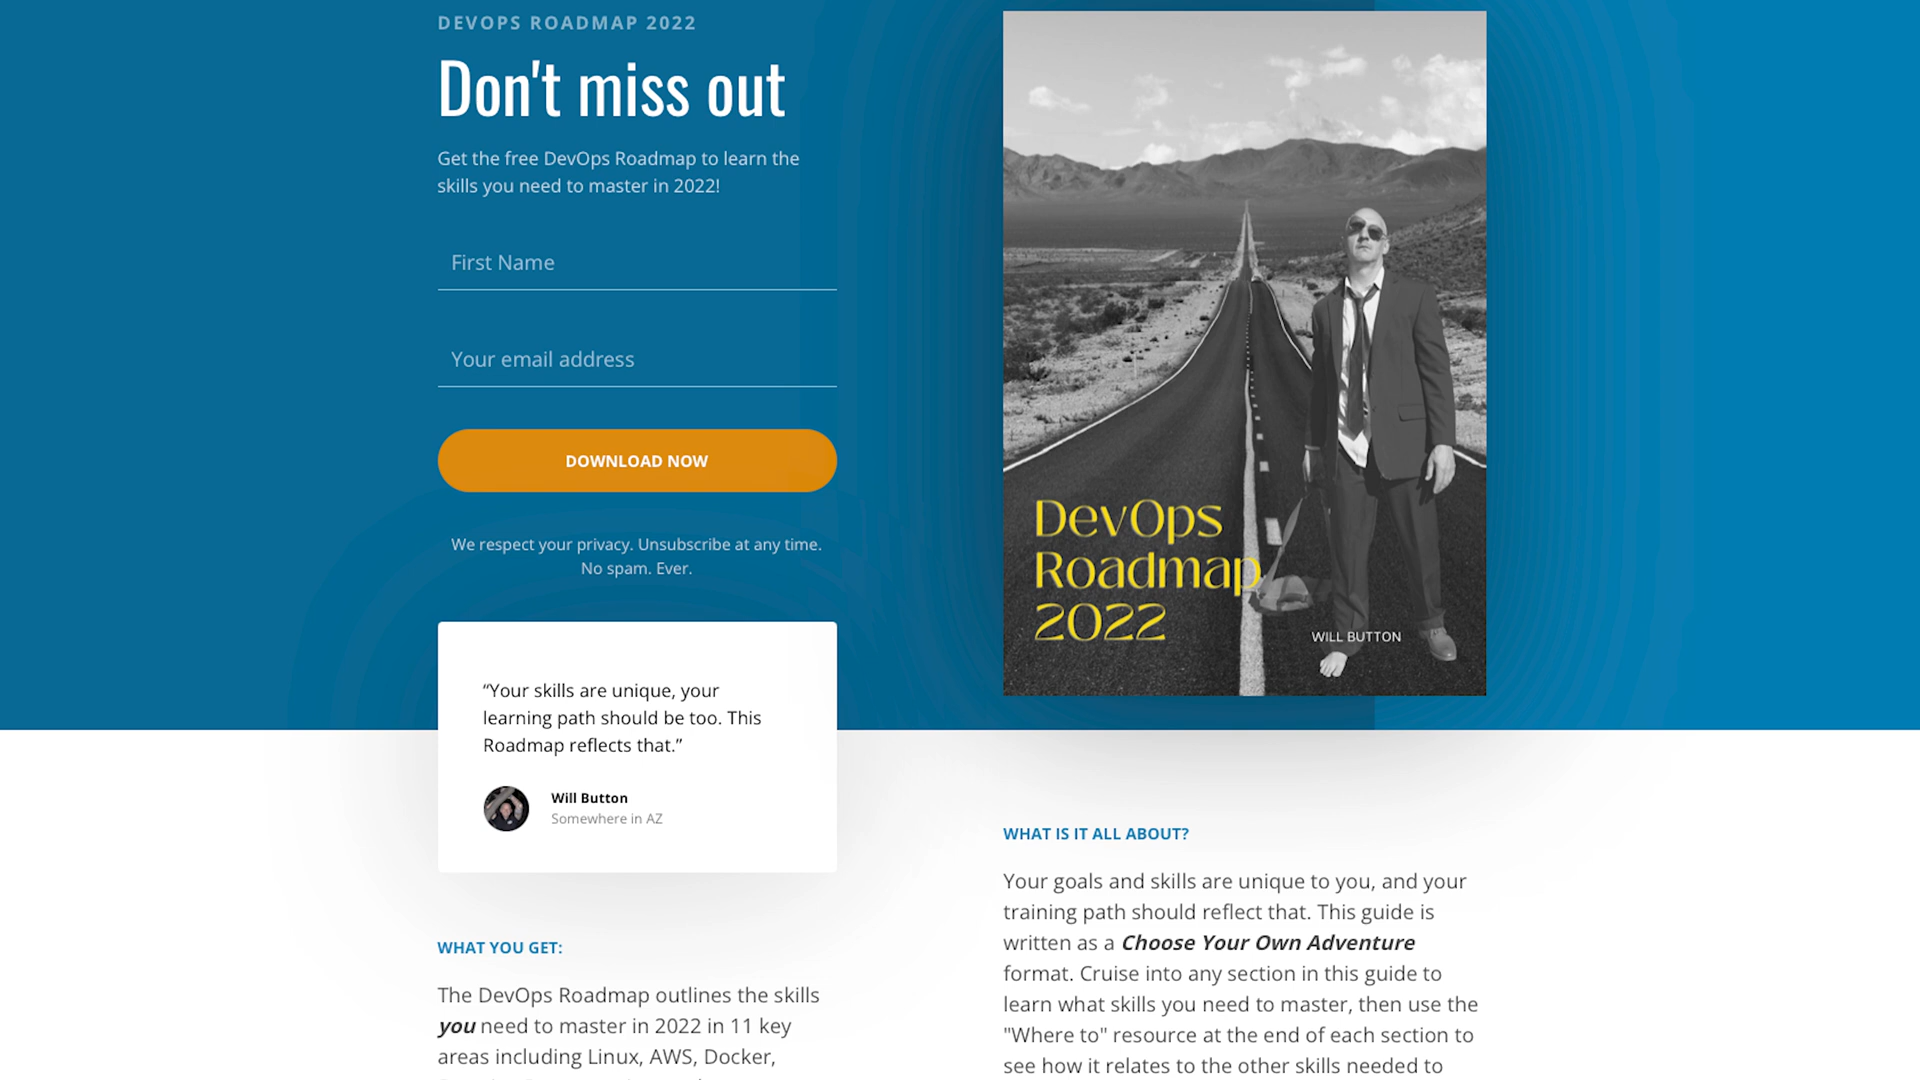 DEVOPS ROADMAP 2022
Don't miss out
Get the free DevOps Roadmap to learn the
skills you need to master in 2022!
First Name
Your email address
DOWNLOAD NOW
We respect your privacy. Unsubscribe at any time.
No spam. Ever.
“Your skills are unique, your
learning path should be too. This
Roadmap reflects that.”
Will Button
Somewhere in AZ
WHAT YOU GET:
The DevOps Roadmap outlines the skills
you need to master in 2022 in 11 key
areas including Linux, AWS, Docker,
DevOps
Roadmap
2022
WILL BUTTON
WHAT IS IT ALL ABOUT?
Your goals and skills are unique to you, and your
training path should reflect that. This guide is
written as a Choose Your Own Adventure
format. Cruise into any section in this guide to
learn what skills you need to master, then use the
"Where to" resource at the end of each section to
see how it relates to the other skills needed to